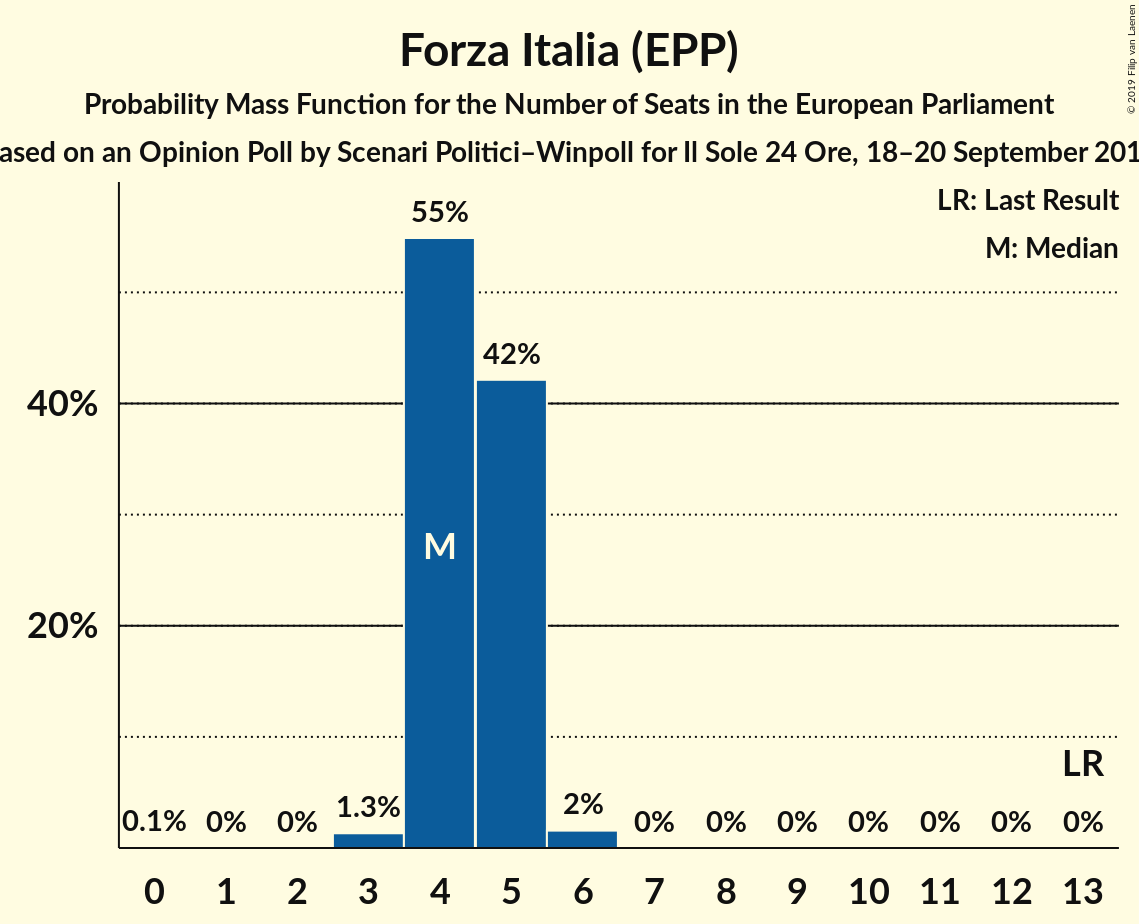 Forza Italia (EPP)
Probability Mass Function for the Number of Seats in the European Parliament
ased on an Opinion Poll by Scenari Politici–Winpoll for Il Sole 24 Ore, 18–20 September 201
© 2019 Filip van Laenen
LR: Last Result
M: Median
55%
42%
40%
M
20%
LR
0.1% 0% 0% 1.3% 2% 0% 0% 0% 0% 0% 0% 0%
0 1 2 3 4 5 6 7 8 9 10 11 12 13